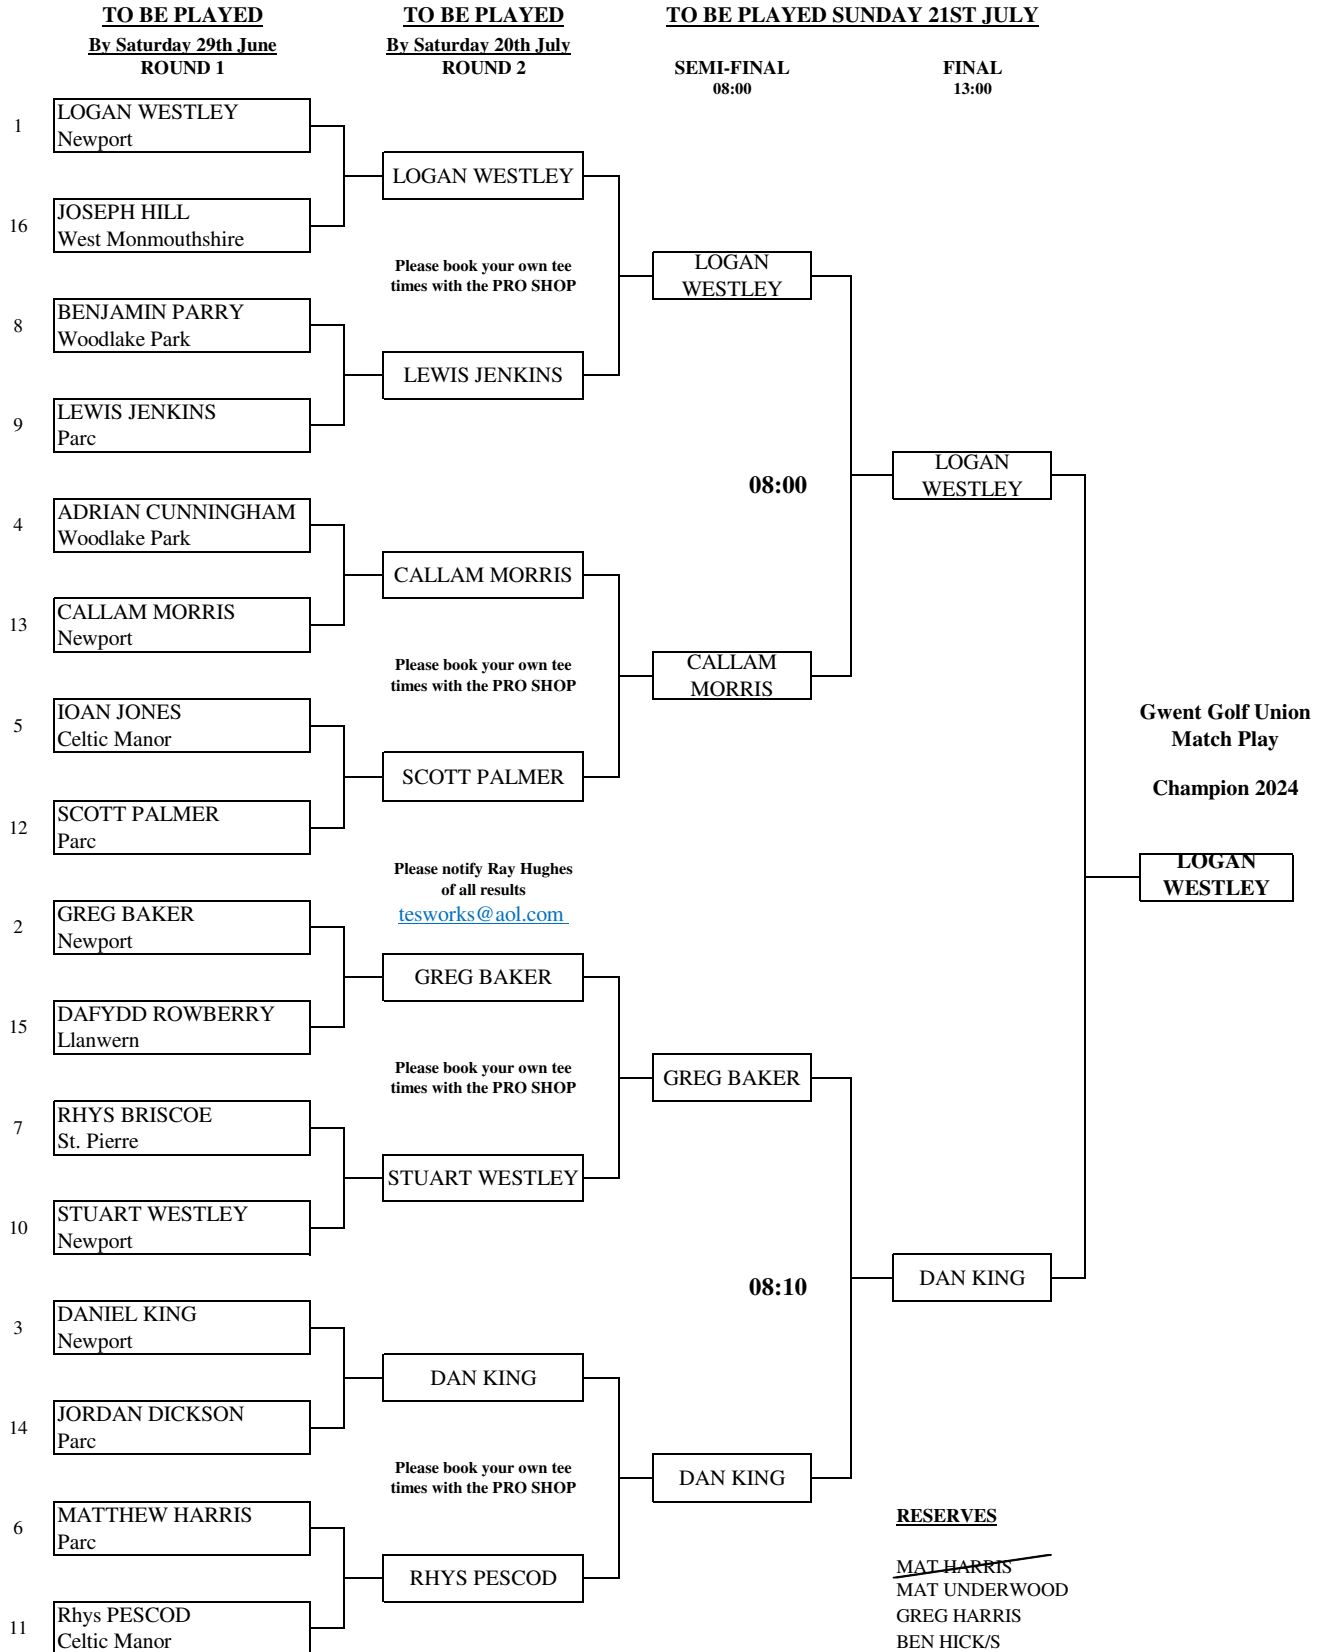 TO BE PLAYED
By Saturday 29th June
ROUND 1
TO BE PLAYED
By Saturday 20th July
ROUND 2
TO BE PLAYED SUNDAY 21ST JULY
SEMI-FINAL
08:00
FINAL
13:00
1
LOGAN WESTLEY
Newport
16
JOSEPH HILL
West Monmouthshire
8
BENJAMIN PARRY
Woodlake Park
9
LEWIS JENKINS
Parc
4
ADRIAN CUNNINGHAM
Woodlake Park
13
CALLAM MORRIS
Newport
5
IOAN JONES
Celtic Manor
12
SCOTT PALMER
Parc
2
GREG BAKER
Newport
15
DAFYDD ROWBERRY
Llanwern
7
RHYS BRISCOE
St. Pierre
10
STUART WESTLEY
Newport
3
DANIEL KING
Newport
14
JORDAN DICKSON
Parc
6
MATTHEW HARRIS
Parc
11
Rhys PESCOD
Celtic Manor
LOGAN WESTLEY
Please book your own tee
times with the PRO SHOP
LEWIS JENKINS
CALLAM MORRIS
Please book your own tee
times with the PRO SHOP
SCOTT PALMER
Please notify Ray Hughes
of all results
tesworks@aol.com
GREG BAKER
Please book your own tee
times with the PRO SHOP
STUART WESTLEY
DAN KING
Please book your own tee
times with the PRO SHOP
RHYS PESCOD
LOGAN
WESTLEY
08:00
CALLAM
MORRIS
GREG BAKER
08:10
DAN KING
LOGAN
WESTLEY
DAN KING
Gwent Golf Union
Match Play
Champion 2024
LOGAN
WESTLEY
RESERVES
MAT HARRIS
MAT UNDERWOOD
GREG HARRIS
BEN HICK/S